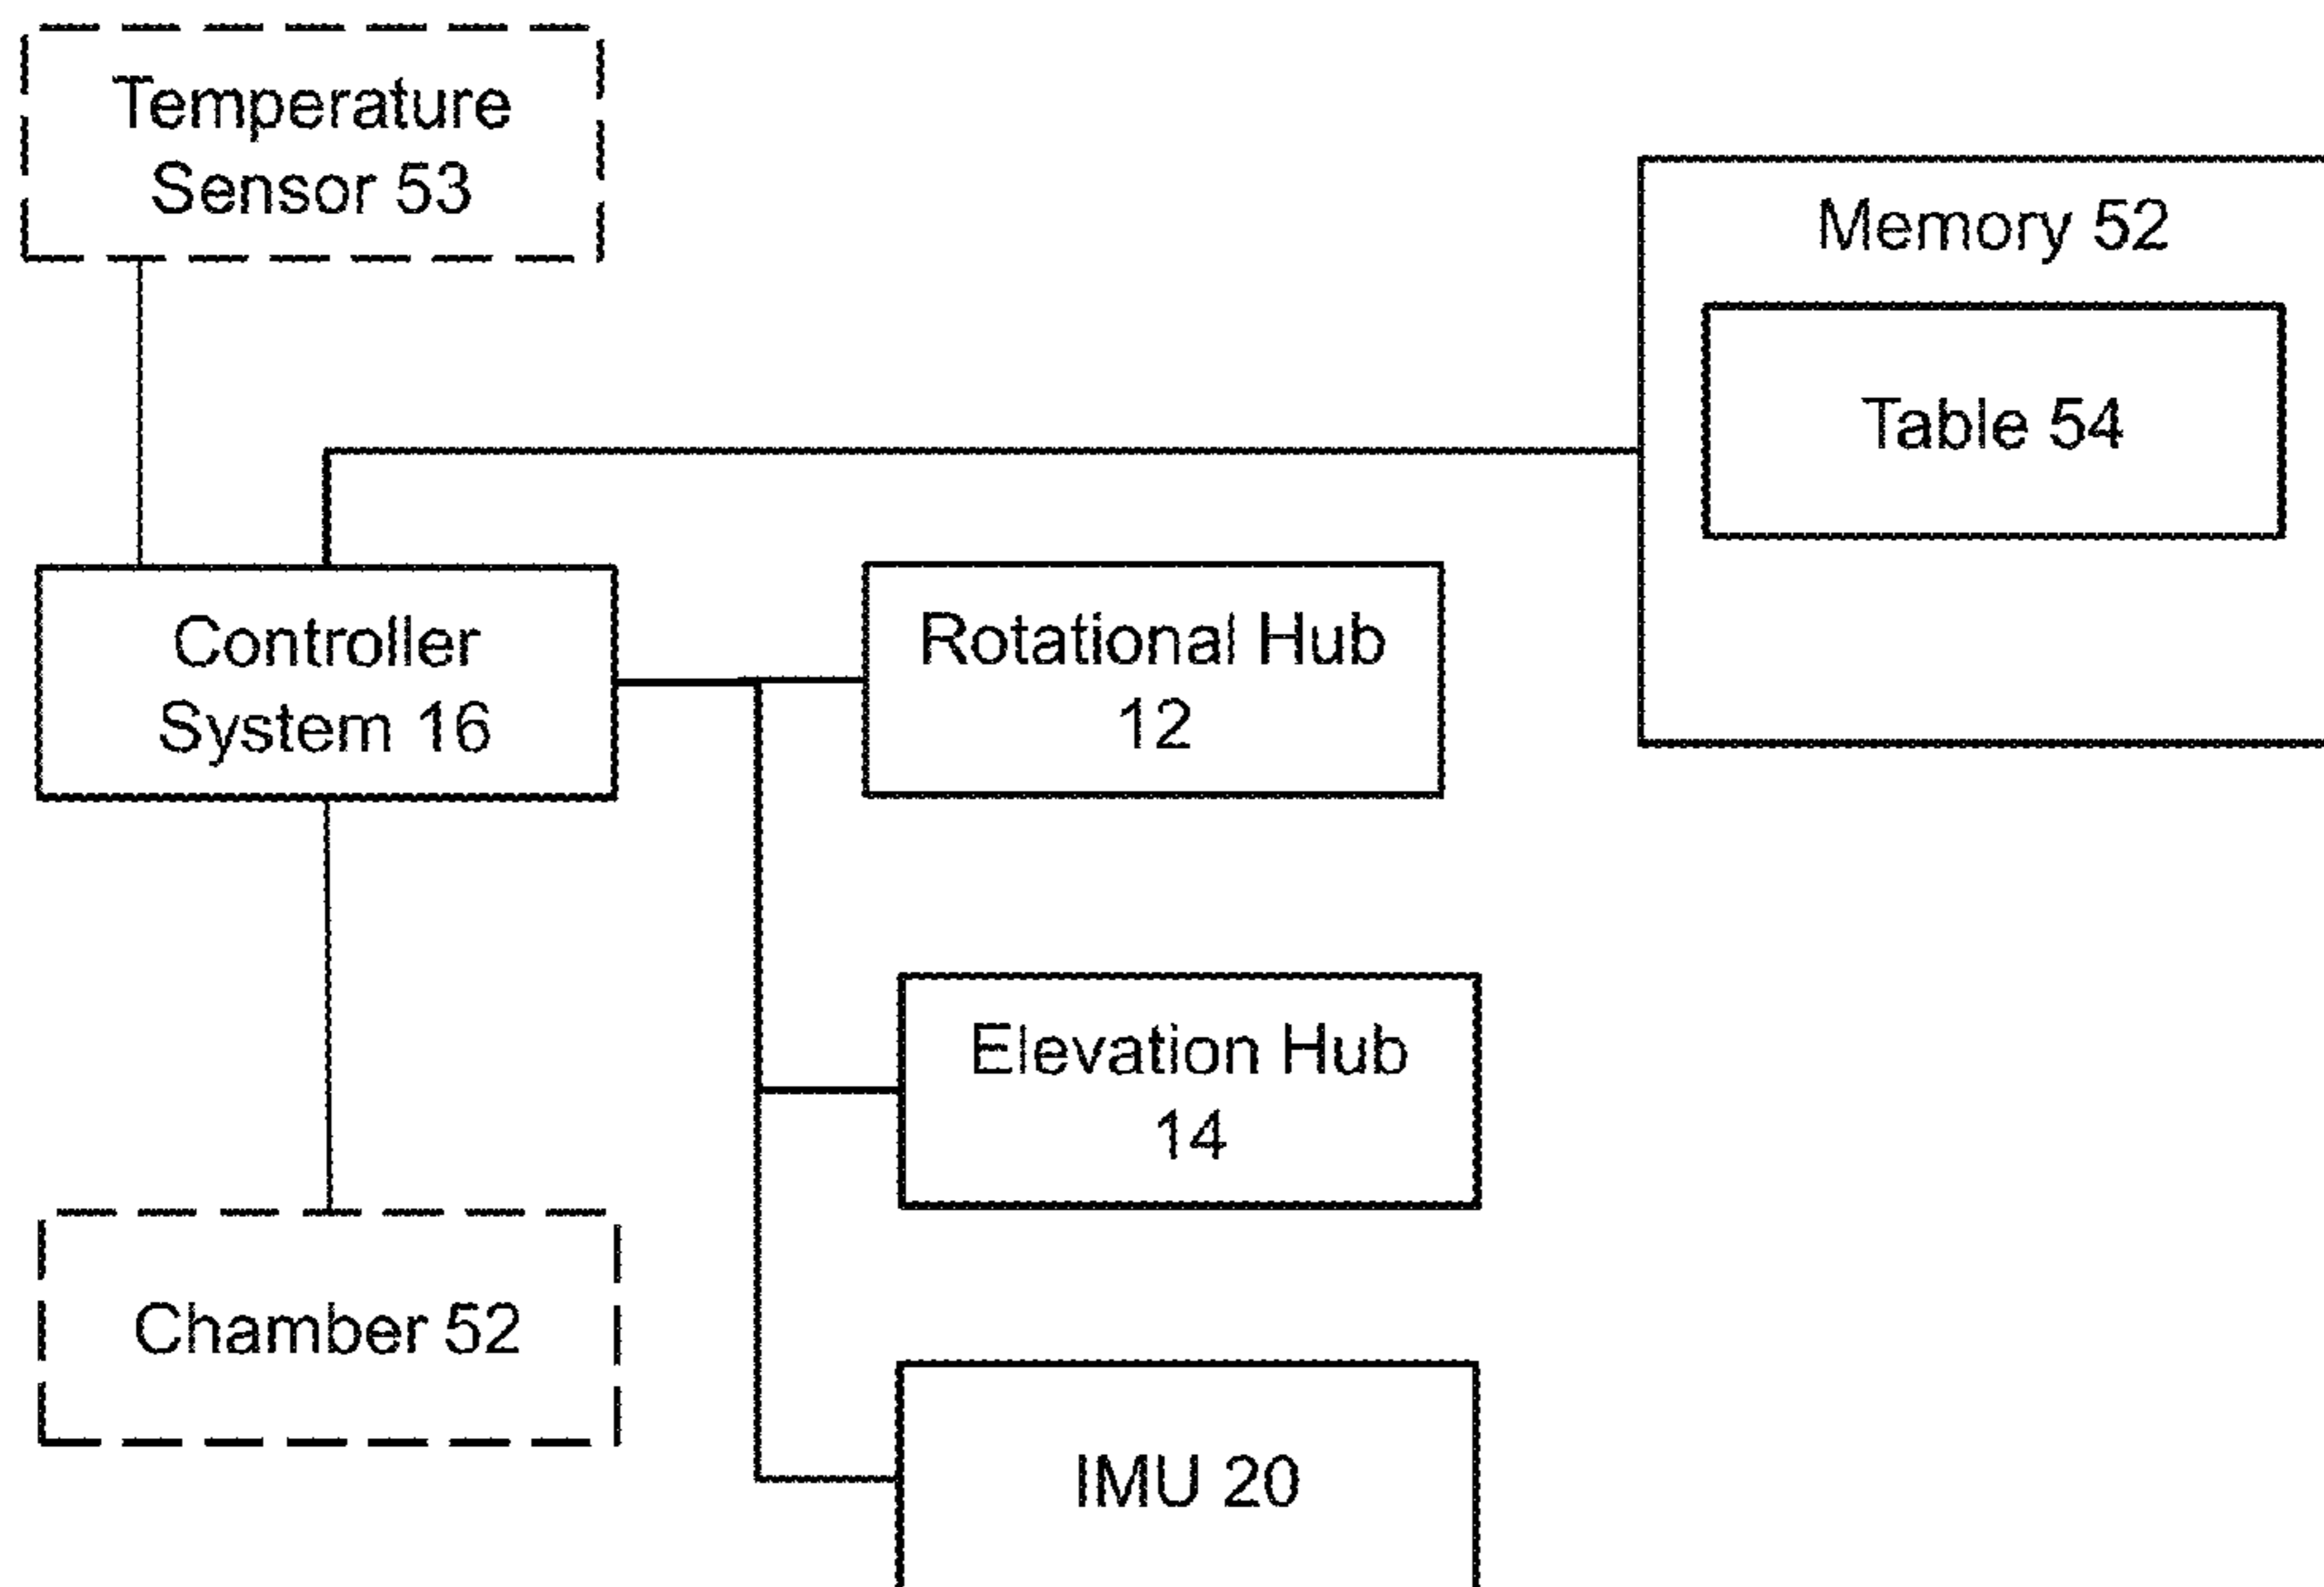 Temperature
Sensor 53
Memory 52
Table 54
Controller
System 16
Rotational Hub
12
Elevation Hub
14
Chamber 52
IMU 20